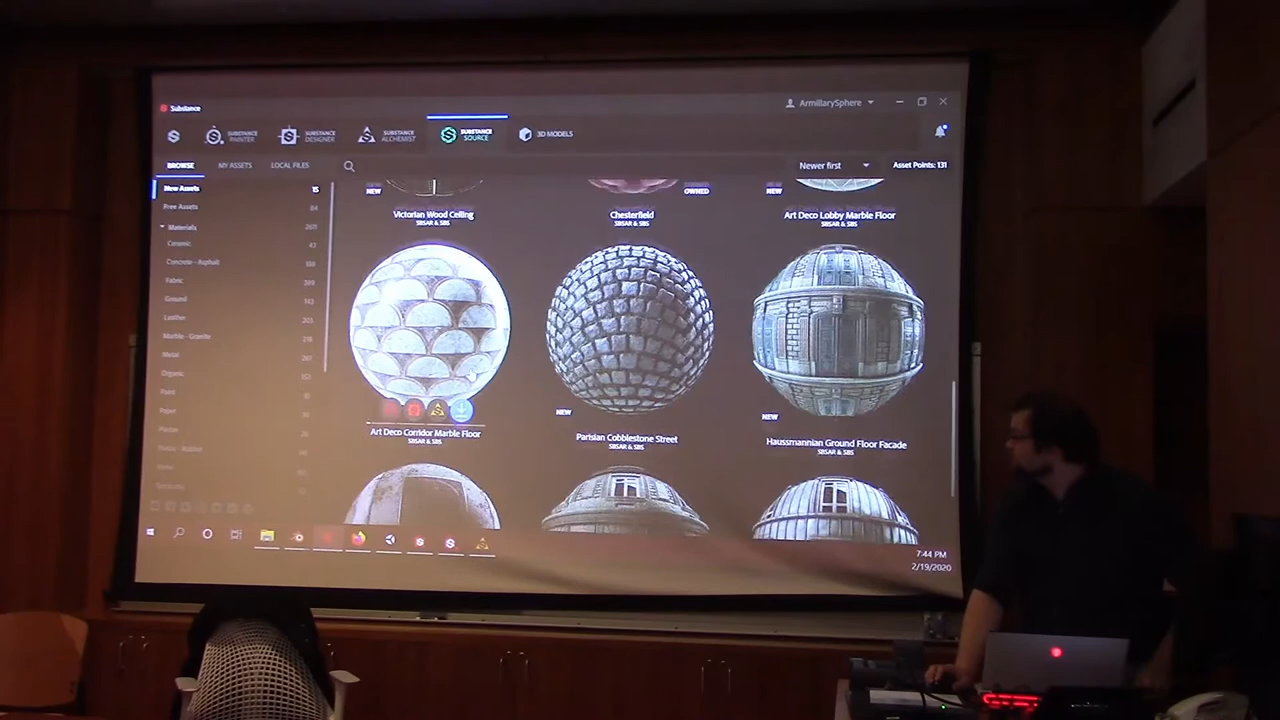 Substance
ArmillarySphere
SUBSTANCE PAINTER
SUBSTANCE DESIGNER
SUBSTANCE ALCHEMIST
SUBSTANCE SOURCE
3D MODELS
BROWSE
MY ASSETS
LOCAL FILES
Newer first
Asset Points: 131
New Assets 15
Free Assets 84
Materials
Ceramic
Concrete - Asphalt
Fabric
Ground
Leather
Marble - Granite
Metal
Organic
Paint
Paper
Plaster
NEW
OWNED
NEW
Victorian Wood Ceiling
SBSAR & SBS
Chesterfield
SBSAR & SBS
Art Deco Lobby Marble Floor
SBSAR & SBS
NEW
NEW
Art Deco Corridor Marble Floor
SBSAR & SBS
Parisian Cobblestone Street
SBSAR & SBS
Haussmannian Ground Floor Facade
SBSAR & SBS
7:44 PM
2/19/2020